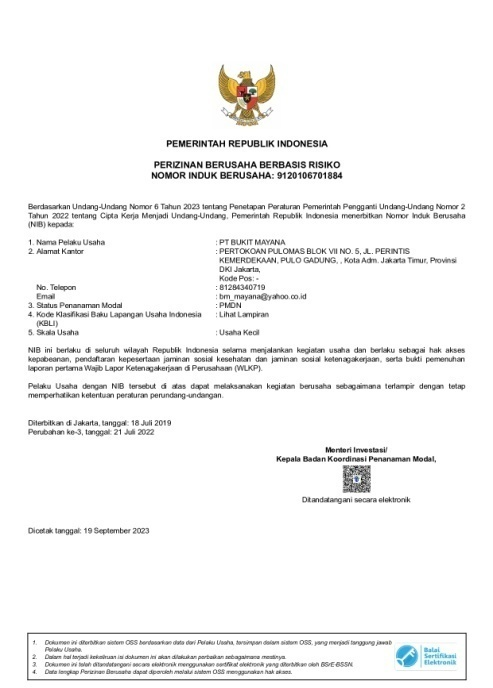 PEMERINTAH REPUBLIK INDONESIA
PERIZINAN BERUSAHA BERBASIS RISIKO
NOMOR INDUK BERUSAHA: 9120106701884
Berdasarkan Undang-Undang Nomor 6 Tahun 2023 tentang Penetapan Peraturan Pemerintah Pengganti Undang-Undang Nomor 2
Tahun 2022 tentang Cipta Kerja Menjadi Undang-Undang, Pemerintah Republik Indonesia menerbitkan Nomor Induk Berusaha
(NIB) kepada:
1. Nama Pelaku Usaha : PT BUKIT MAYANA
2. Alamat Kantor : PERTOKOAN PULOMAS BLOK VII NO. 5, JL. PERINTIS
KEMERDEKAAN, PULO GADUNG, , Kota Adm. Jakarta Timur, Provinsi
DKI Jakarta,
Kode Pos: -
No. Telepon : 81284340719
Email : bm_mayana@yahoo.co.id
3. Status Penanaman Modal : PMDN
4. Kode Klasifikasi Baku Lapangan Usaha Indonesia : Lihat Lampiran
(KBLI)
5. Skala Usaha : Usaha Kecil
NIB ini berlaku di seluruh wilayah Republik Indonesia selama menjalankan kegiatan usaha dan berlaku sebagai hak akses
kepabeanan, pendaftaran kepesertaan jaminan sosial kesehatan dan jaminan sosial ketenagakerjaan, serta bukti pemenuhan
laporan pertama Wajib Lapor Ketenagakerjaan di Perusahaan (WLKP).
Pelaku Usaha dengan NIB tersebut di atas dapat melaksanakan kegiatan berusaha sebagaimana terlampir dengan tetap
memperhatikan ketentuan peraturan perundang-undangan.
Diterbitkan di Jakarta, tanggal: 18 Juli 2019
Perubahan ke-3, tanggal: 21 Juli 2022
Menteri Investasi/
Kepala Badan Koordinasi Penanaman Modal,
Ditandatangani secara elektronik
Dicetak tanggal: 19 September 2023
1. Dokumen ini diterbitkan sistem OSS berdasarkan data dari Pelaku Usaha, tersimpan dalam sistem OSS, yang menjadi tanggung jawab
Pelaku Usaha.
2. Dalam hal terjadi kekeliruan isi dokumen ini akan dilakukan perbaikan sebagaimana mestinya.
3. Dokumen ini telah ditandatangani secara elektronik menggunakan sertifikat elektronik yang diterbitkan oleh BSrE-BSSN.
4. Data lengkap Perizinan Berusaha dapat diperoleh melalui sistem OSS menggunakan hak akses.
Balai
Sertifikasi
Elektronik